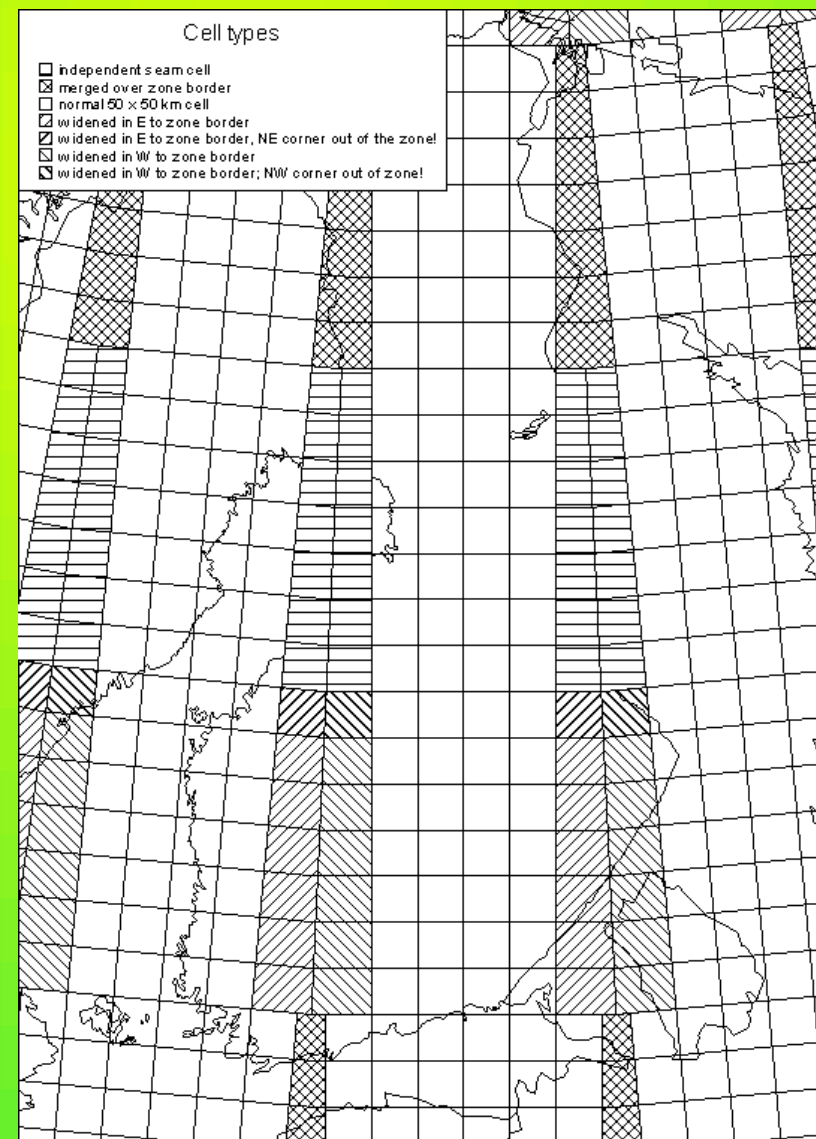 Cell types
independent seam cell
merged over zone border
normal 50 x 50 km cell
widened in E to zone border
widened in E to zone border, NE corner out of the zone!
widened in W to zone border
widened in W to zone border; NW corner out of zone!